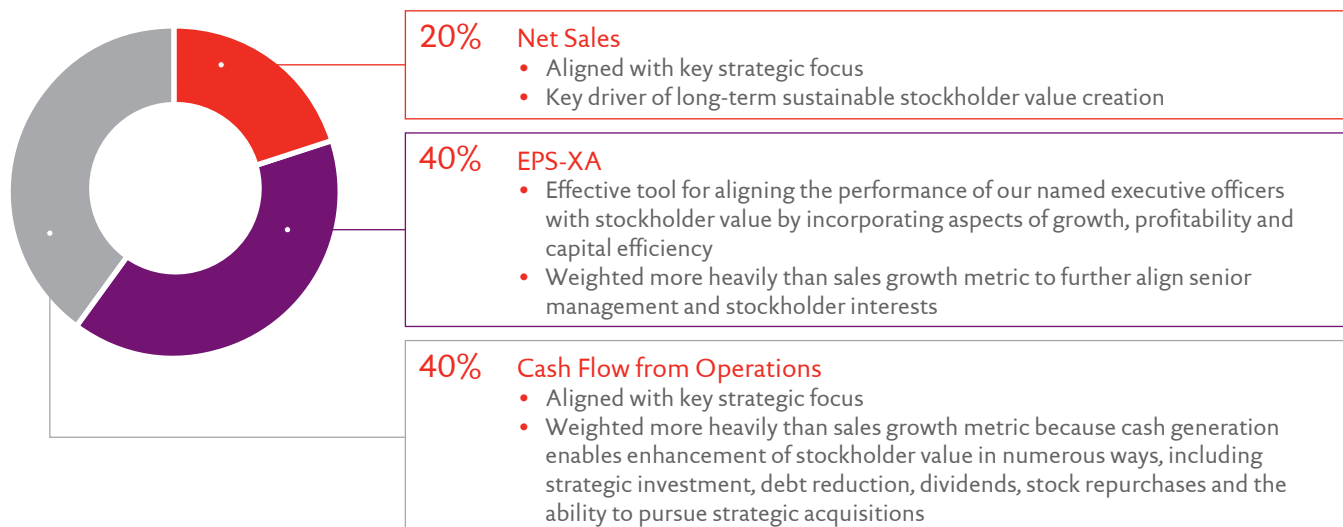 20% Net Sales
• Aligned with key strategic focus
• Key driver of long-term sustainable stockholder value creation
40% EPS-XA
• Effective tool for aligning the performance of our named executive officers
with stockholder value by incorporating aspects of growth, profitability and
capital efficiency
• Weighted more heavily than sales growth metric to further align senior
management and stockholder interests
40% Cash Flow from Operations
• Aligned with key strategic focus
• Weighted more heavily than sales growth metric because cash generation
enables enhancement of stockholder value in numerous ways, including
strategic investment, debt reduction, dividends, stock repurchases and the
ability to pursue strategic acquisitions